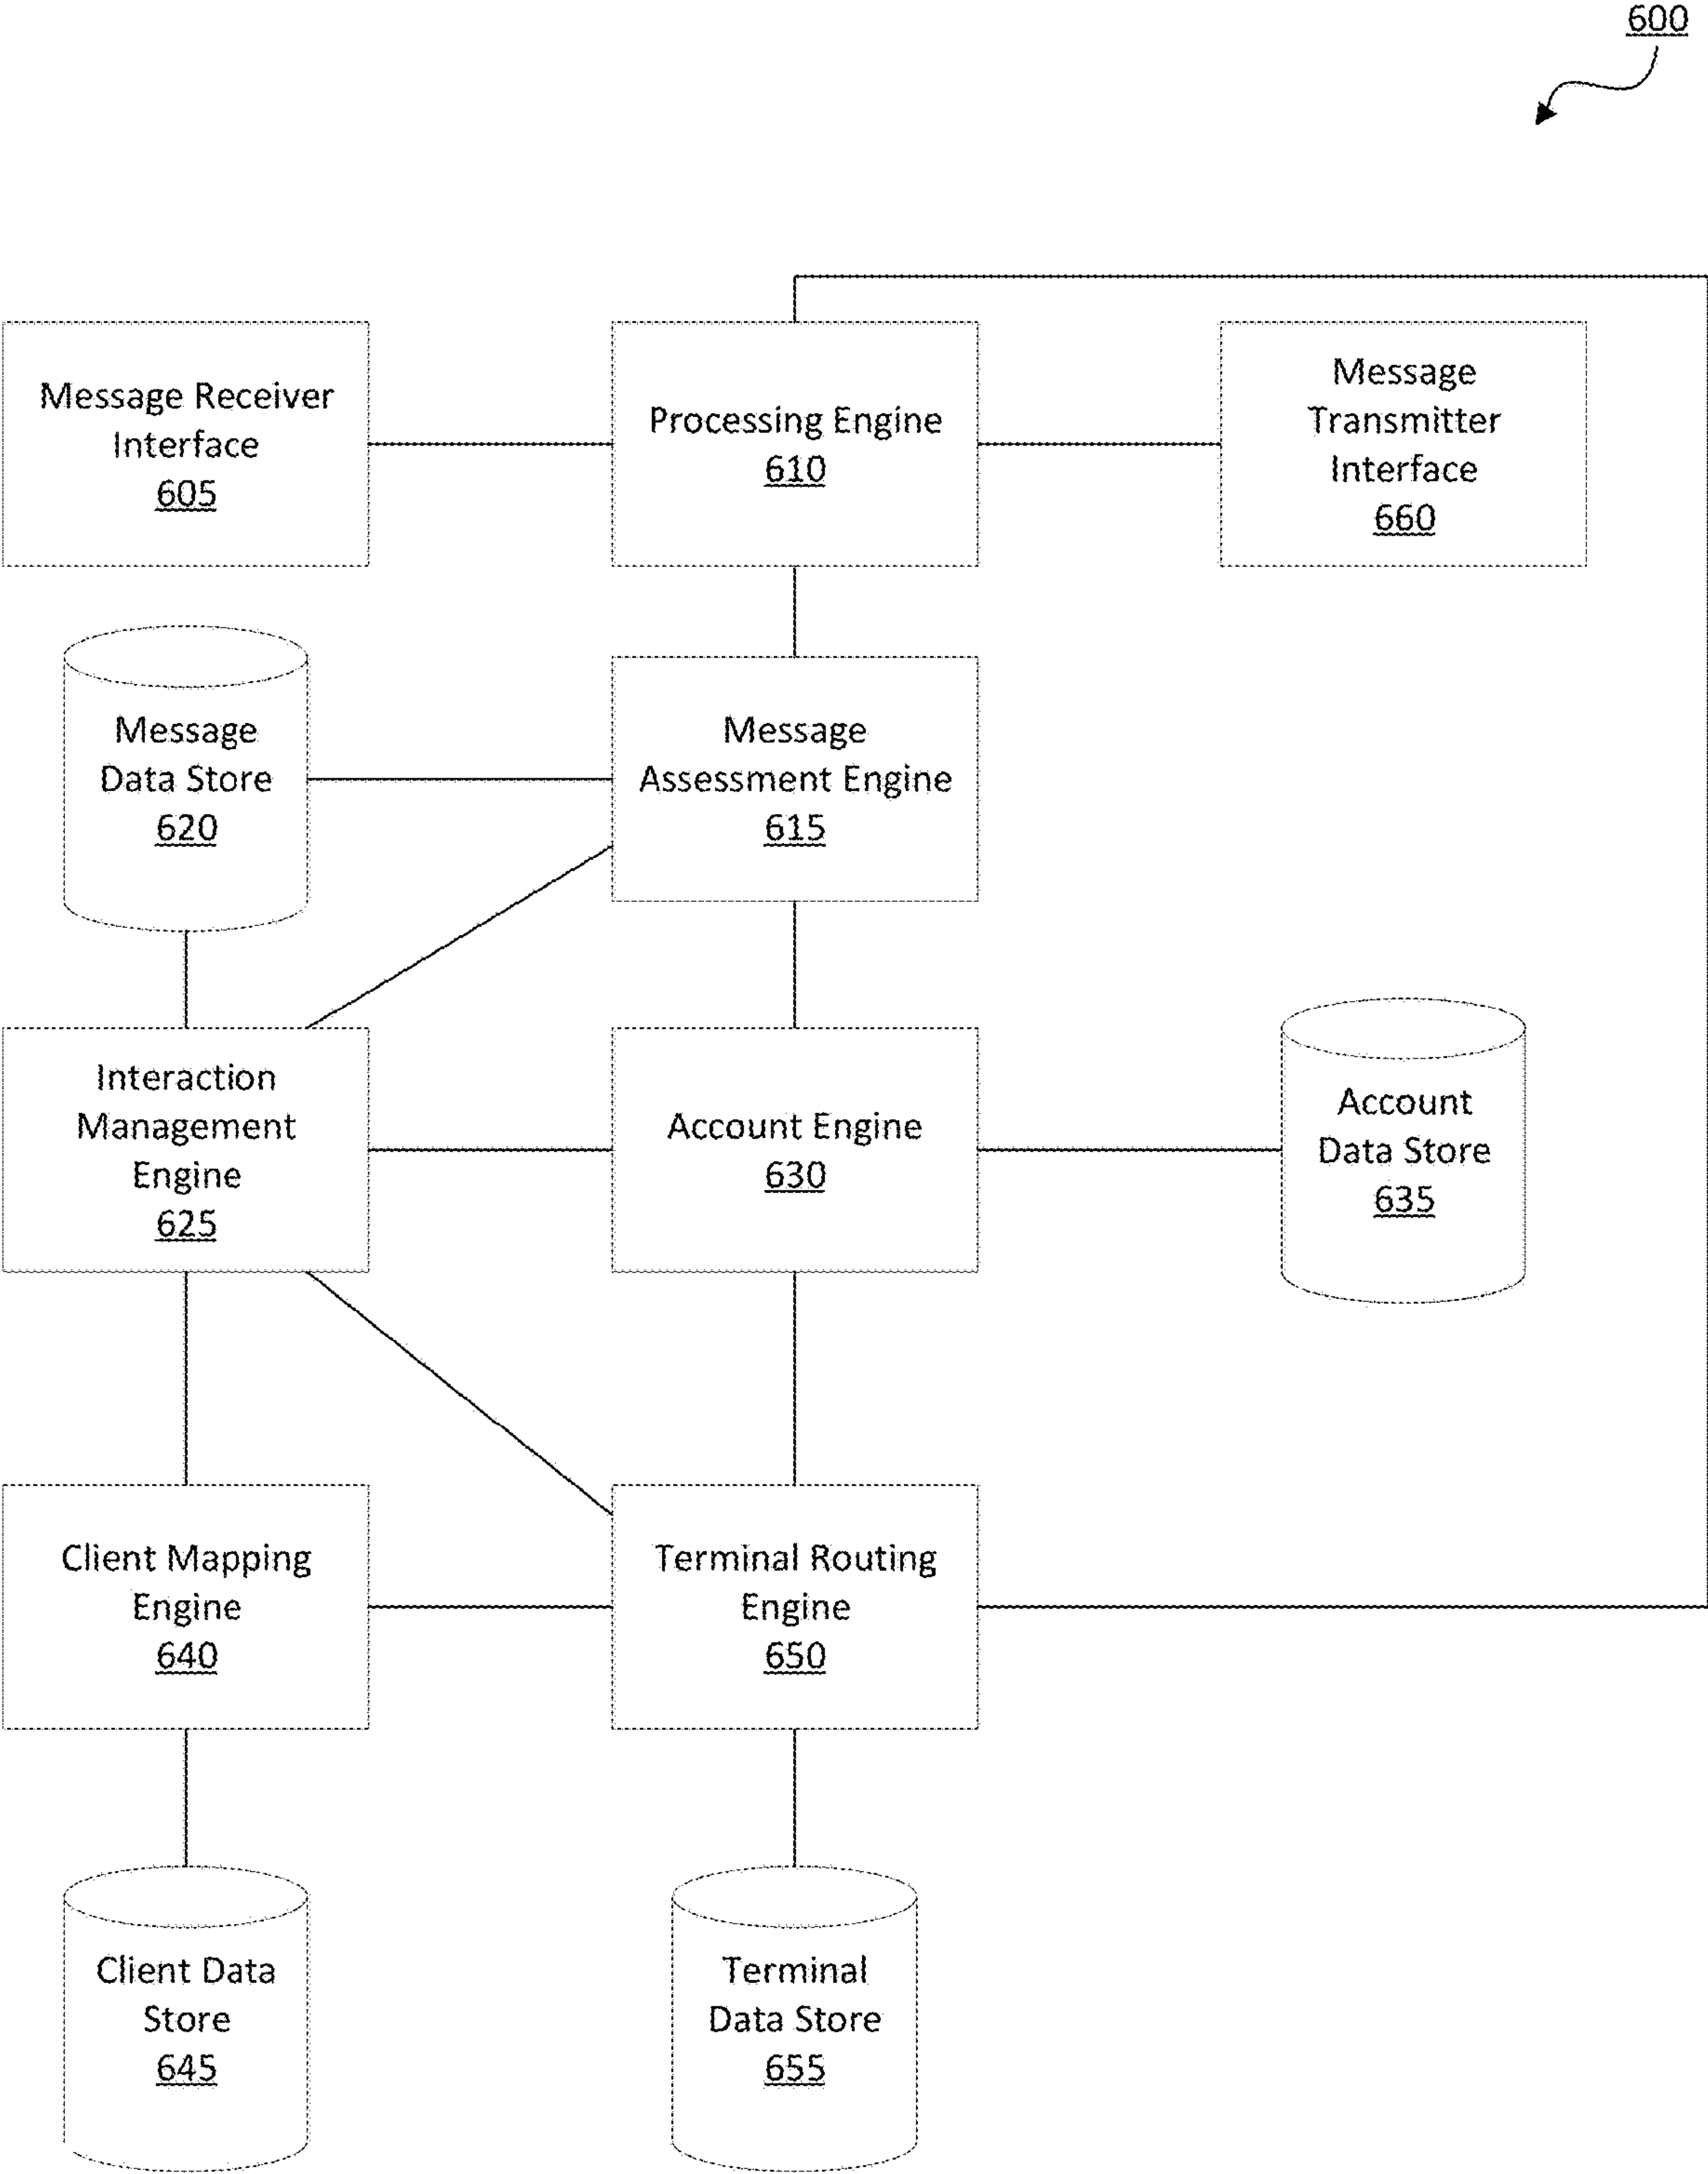 600
Message Receiver
Interface
605
Processing Engine
610
Message
Transmitter
Interface
660
Message
Data Store
620
Message
Assessment Engine
615
Interaction
Management
Engine
625
Account Engine
630
Account
Data Store
635
Client Mapping
Engine
640
Terminal Routing
Engine
650
Client Data
Store
645
Terminal
Data Store
655